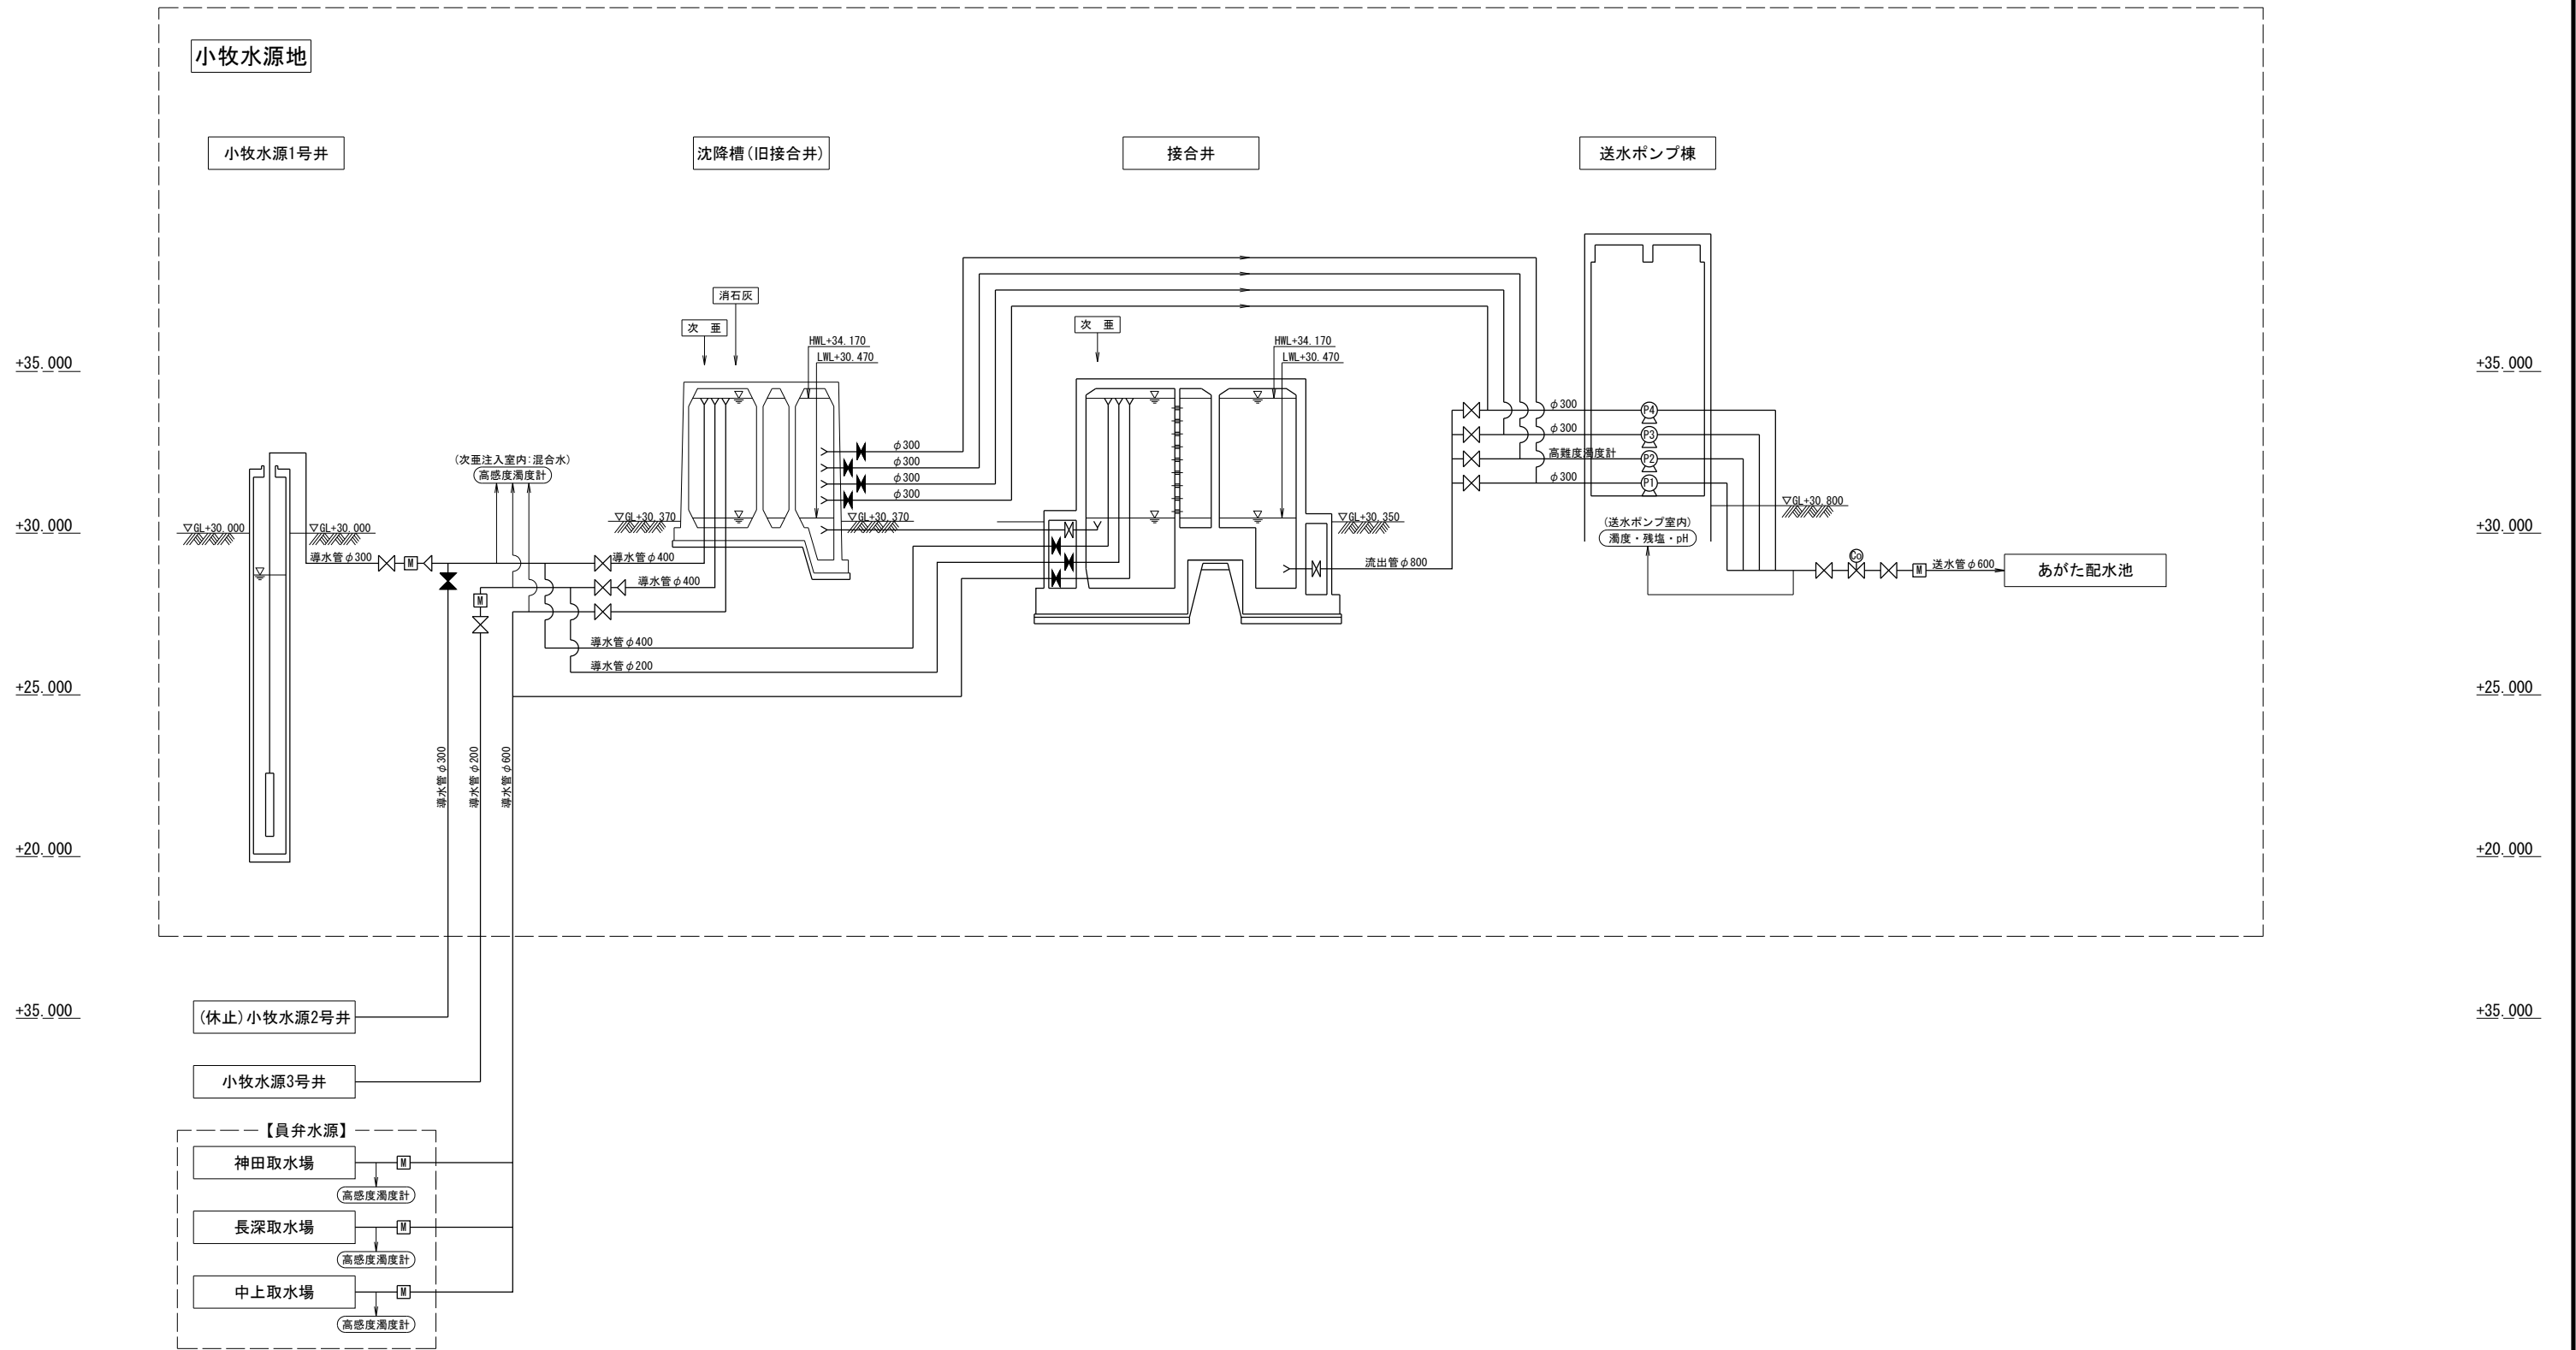 小牧水源地
小牧水源1号井
沈降槽(旧接合井)
接合井
送水ポンプ棟
消石灰
次　亜
HWL+34.170
LWL+30.470
次　亜
HWL+34.170
LWL+30.470
+35.000
+35.000
φ300
φ300
高難度濁度計
φ300
P4
P3
P2
P1
φ300
φ300
φ300
φ300
(次亜注入室内:混合水)
高感度濁度計
▽GL+30.000
▽GL+30.000
▽GL+30.370
▽GL+30.370
▽GL+30.350
▽GL+30.800
+30.000
+30.000
(送水ポンプ室内)
濁度・残塩・pH
導水管φ300
M
導水管φ400
導水管φ400
M
流出管φ800
Co
M
送水管φ600
あがた配水池
導水管φ400
導水管φ200
+25.000
+25.000
導水管φ300
導水管φ200
導水管φ600
+20.000
+20.000
+35.000
+35.000
(休止)小牧水源2号井
小牧水源3号井
【員弁水源】
神田取水場
M
高感度濁度計
長深取水場
M
高感度濁度計
中上取水場
M
高感度濁度計